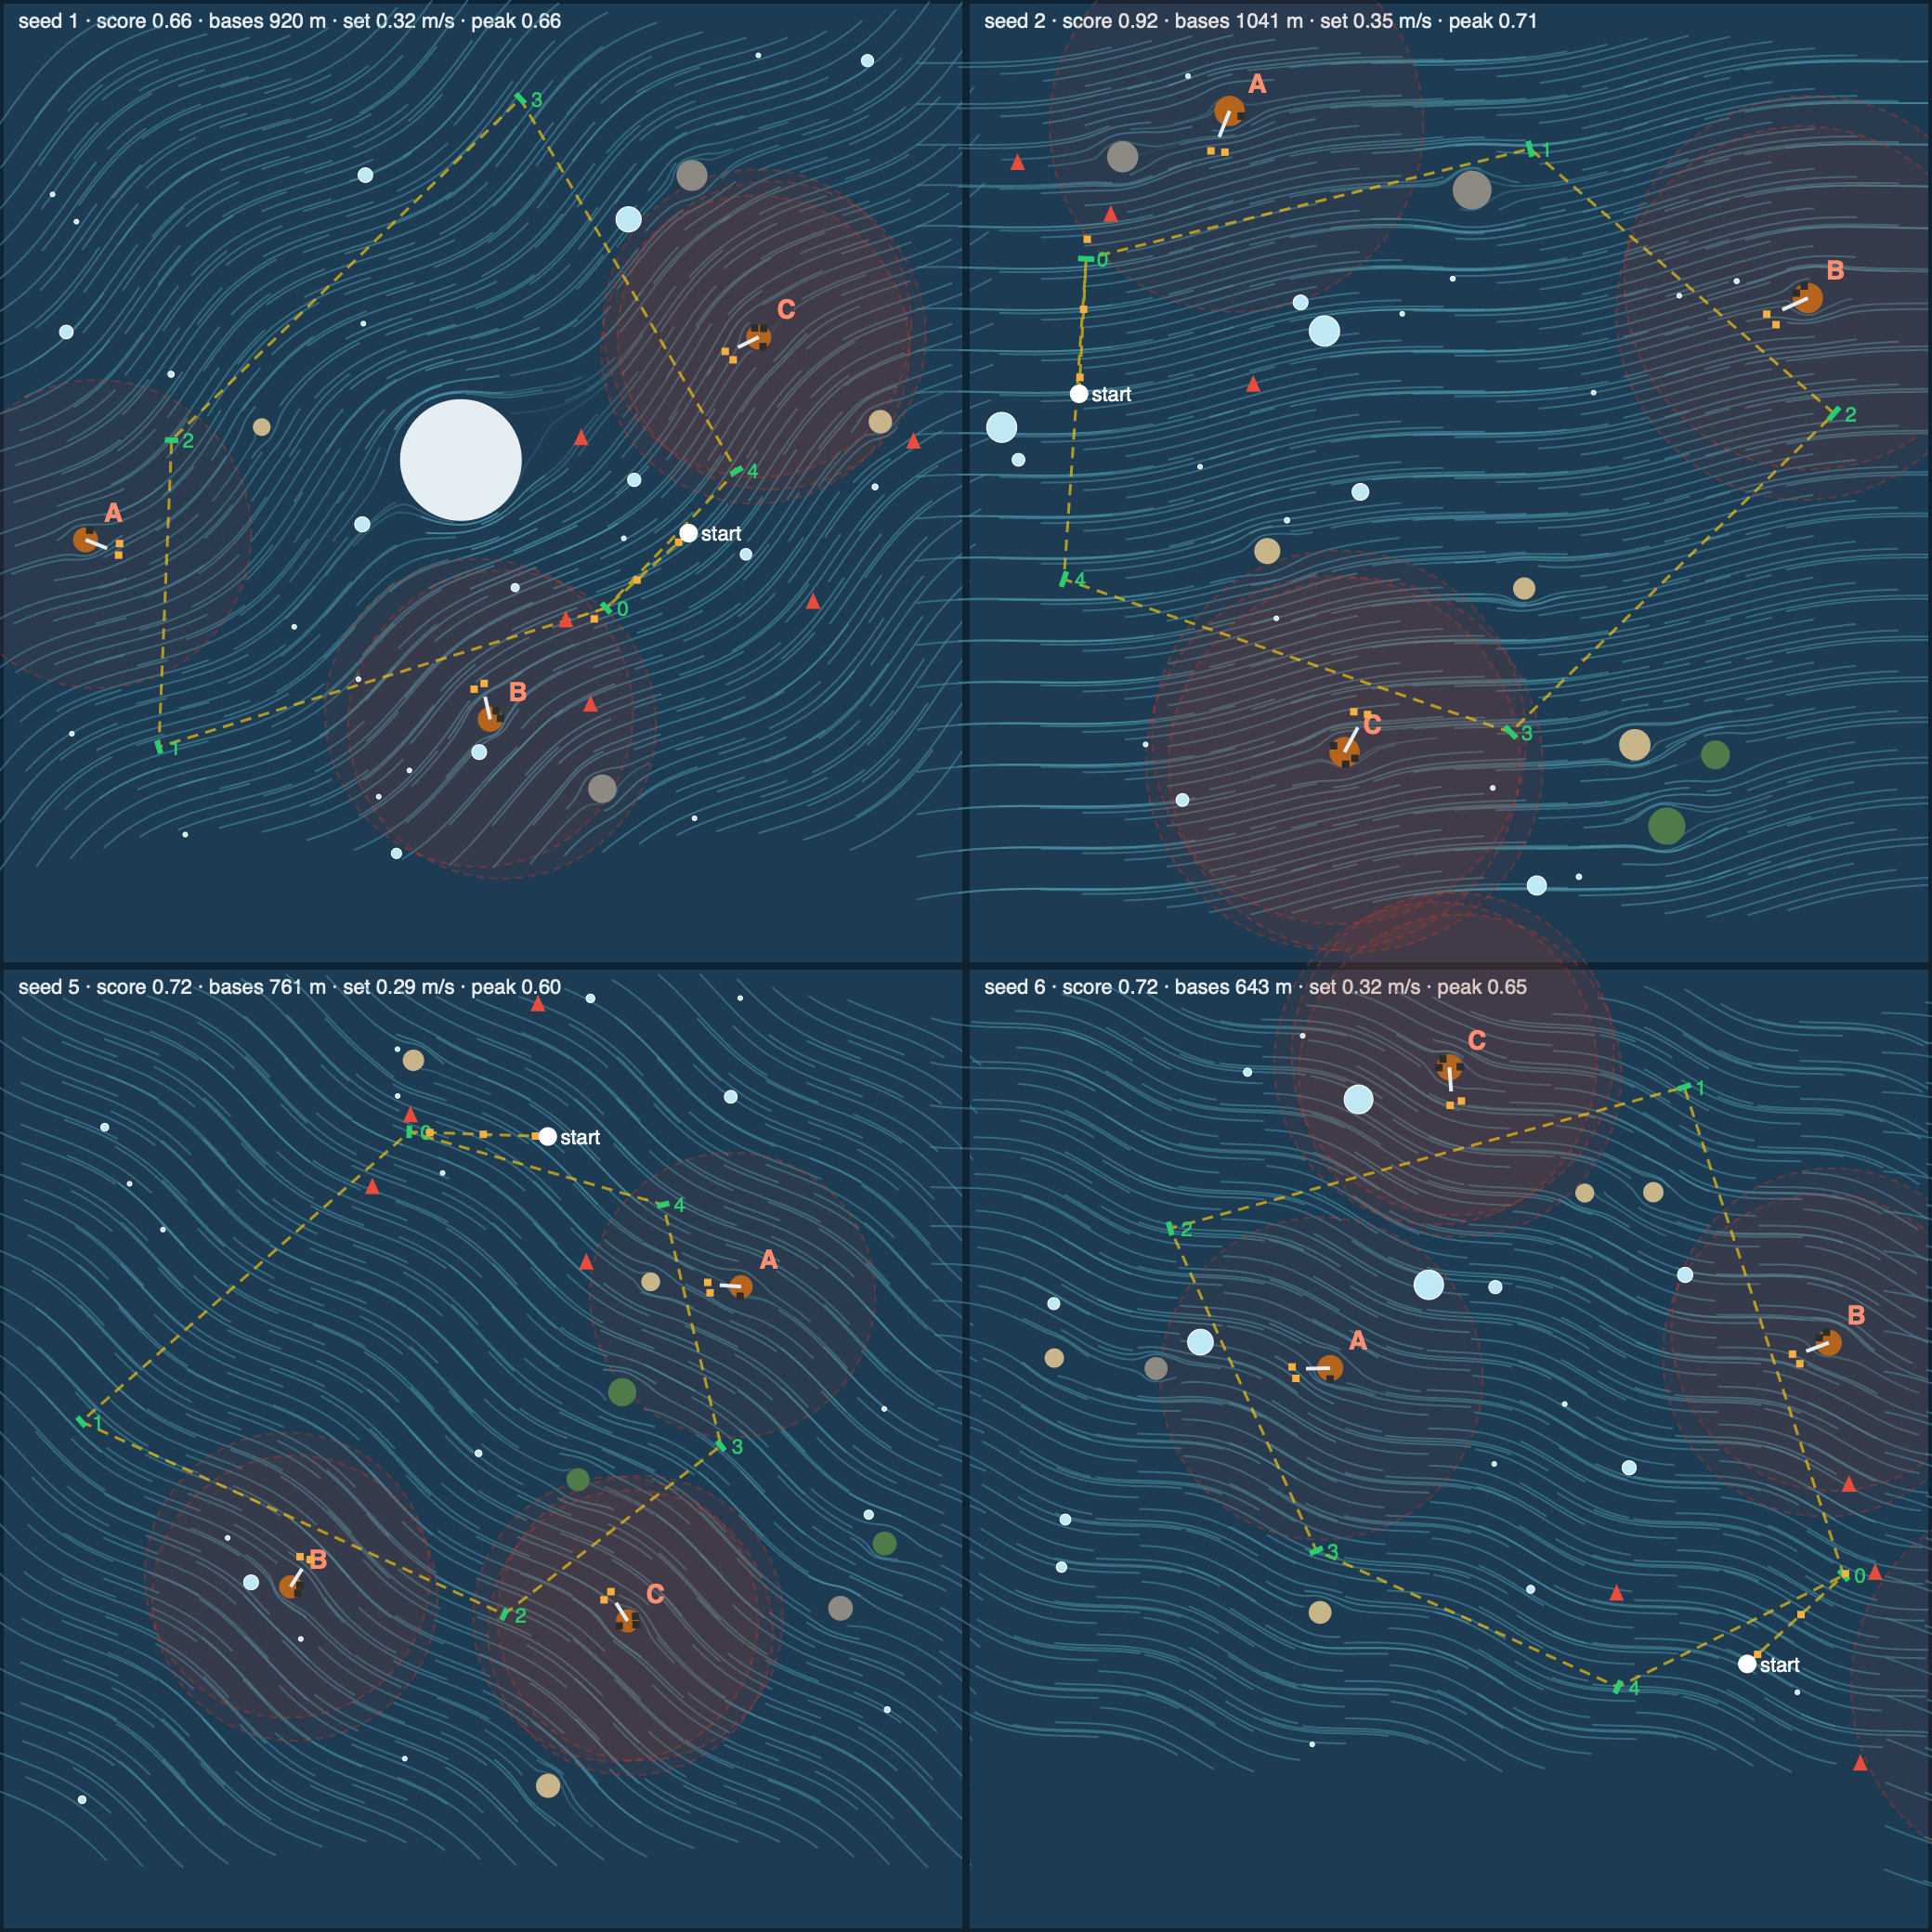 seed 1 · score 0.66 · bases 920 m · set 0.32 m/s · peak 0.66
3
C
2
4
A
start
0
B
1
seed 2 · score 0.92 · bases 1041 m · set 0.35 m/s · peak 0.71
A
1
0
B
start
2
4
C
3
seed 5 · score 0.72 · bases 761 m · set 0.29 m/s · peak 0.60
0
start
4
A
1
3
B
C
2
seed 6 · score 0.72 · bases 643 m · set 0.32 m/s · peak 0.65
C
1
2
B
A
3
0
start
4